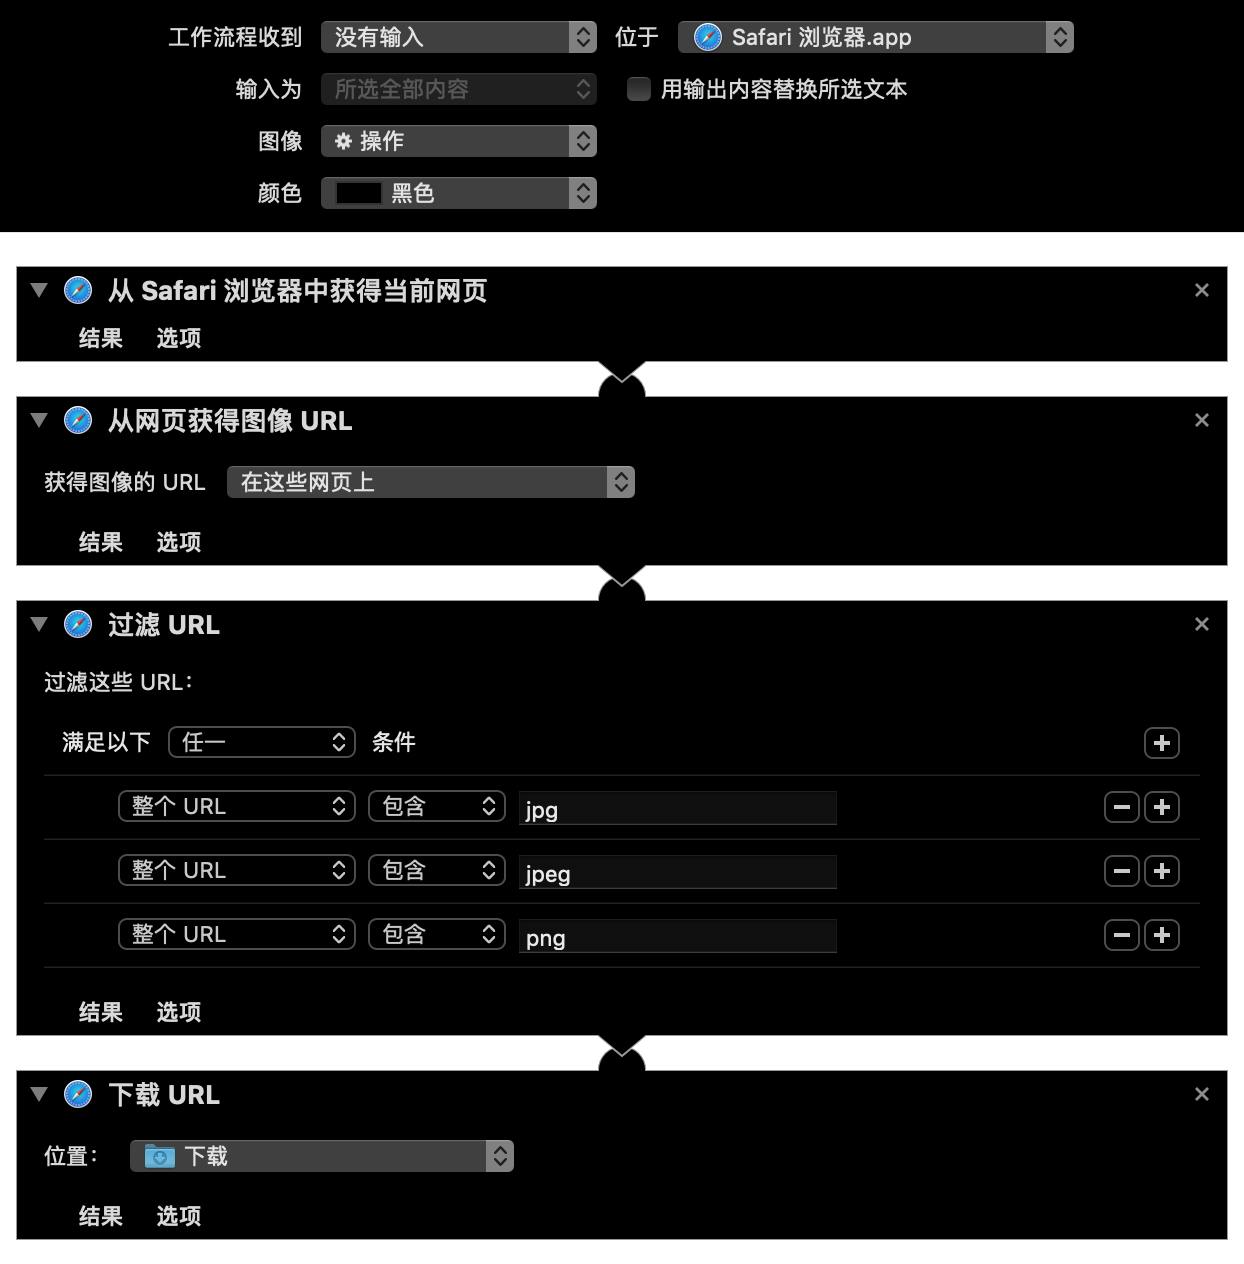 工作流程收到 没有输入 位于 Safari 浏览器.app
输入为 所选全部内容 用输出内容替换所选文本
图像 操作
颜色 黑色
从 Safari 浏览器中获得当前网页
结果 选项
从网页获得图像 URL
获得图像的 URL 在这些网页上
结果 选项
过滤 URL
过滤这些 URL：
满足以下 任一 条件
整个 URL 包含 jpg
整个 URL 包含 jpeg
整个 URL 包含 png
结果 选项
下载 URL
位置： 下载
结果 选项